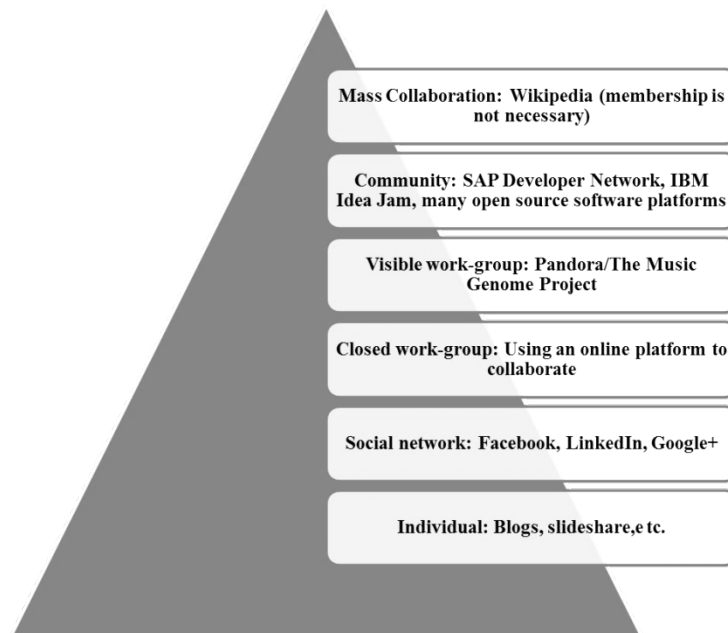 Mass Collaboration: Wikipedia (membership is
not necessary)
Community: SAP Developer Network, IBM
Idea Jam, many open source software platforms
Visible work-group: Pandora/The Music
Genome Project
Closed work-group: Using an online platform to
collaborate
Social network: Facebook, LinkedIn, Google+
Individual: Blogs, slideshare,e tc.